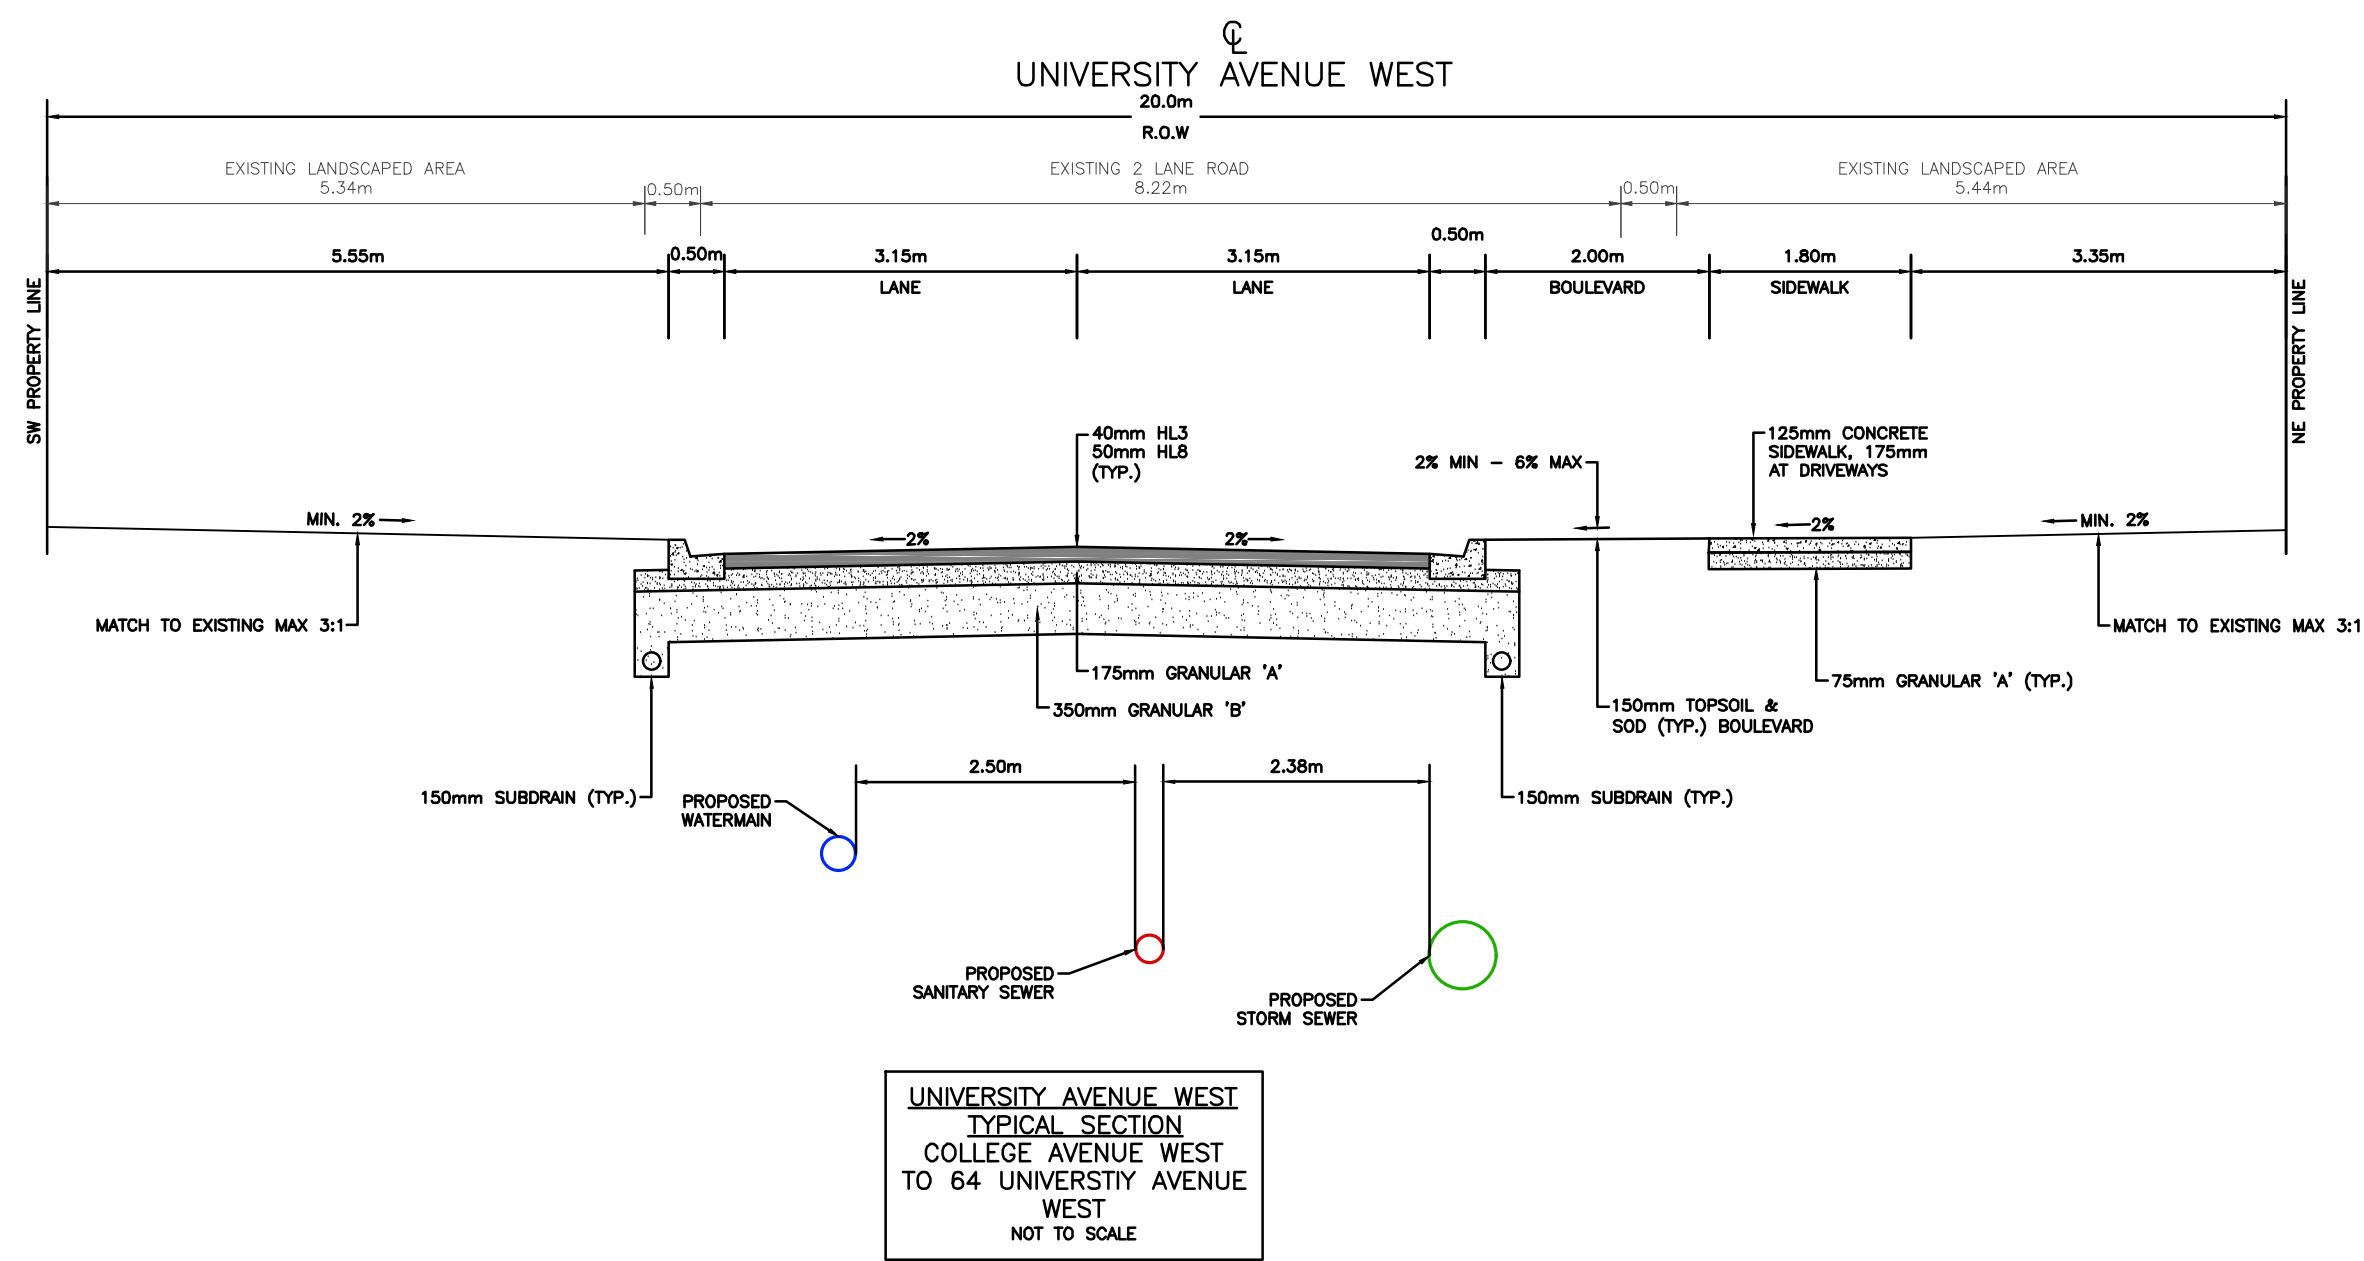 ℄
UNIVERSITY AVENUE WEST
20.0m
R.O.W
EXISTING LANDSCAPED AREA
5.34m
0.50m
EXISTING 2 LANE ROAD
8.22m
0.50m
EXISTING LANDSCAPED AREA
5.44m
5.55m
0.50m
3.15m
LANE
3.15m
LANE
0.50m
2.00m
BOULEVARD
1.80m
SIDEWALK
3.35m
SW PROPERTY LINE
NE PROPERTY LINE
40mm HL3
50mm HL8
(TYP.)
2% MIN - 6% MAX
125mm CONCRETE
SIDEWALK, 175mm
AT DRIVEWAYS
MIN. 2%
2%
2%
2%
MIN. 2%
MATCH TO EXISTING MAX 3:1
MATCH TO EXISTING MAX 3:1
175mm GRANULAR 'A'
350mm GRANULAR 'B'
75mm GRANULAR 'A' (TYP.)
150mm TOPSOIL &
SOD (TYP.) BOULEVARD
2.50m
2.38m
150mm SUBDRAIN (TYP.)
PROPOSED
WATERMAIN
150mm SUBDRAIN (TYP.)
PROPOSED
SANITARY SEWER
PROPOSED
STORM SEWER
UNIVERSITY AVENUE WEST
TYPICAL SECTION
COLLEGE AVENUE WEST
TO 64 UNIVERSTIY AVENUE
WEST
NOT TO SCALE